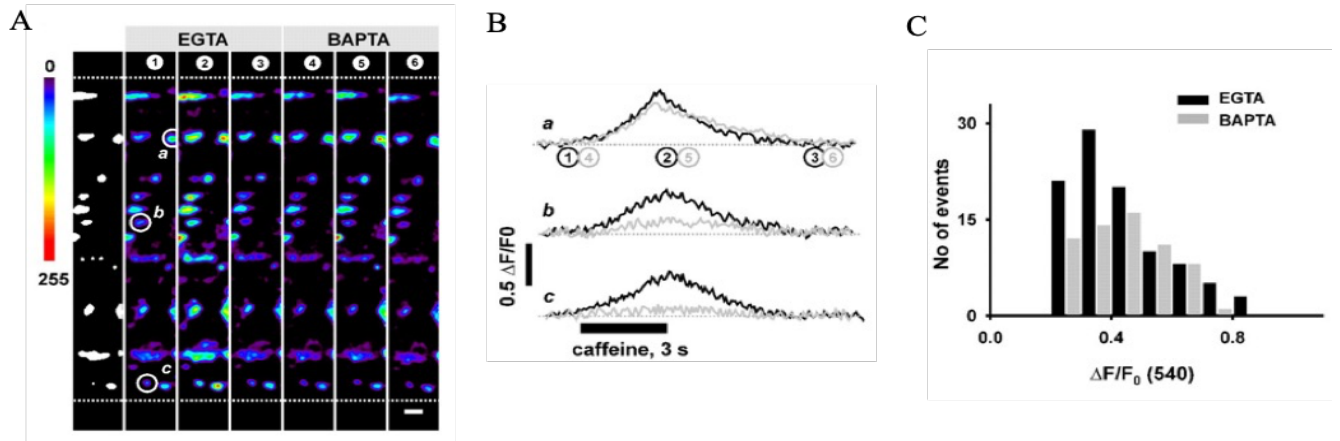 A
EGTA BAPTA
0
1 2 3 4 5 6
a
b
255
c
B
a
1 4 2 5 3 6
b
0.5 ΔF/F0
c
caffeine, 3 s
C
EGTA
BAPTA
30
No of events
15
0
0.0 0.4 0.8
ΔF/F₀ (540)